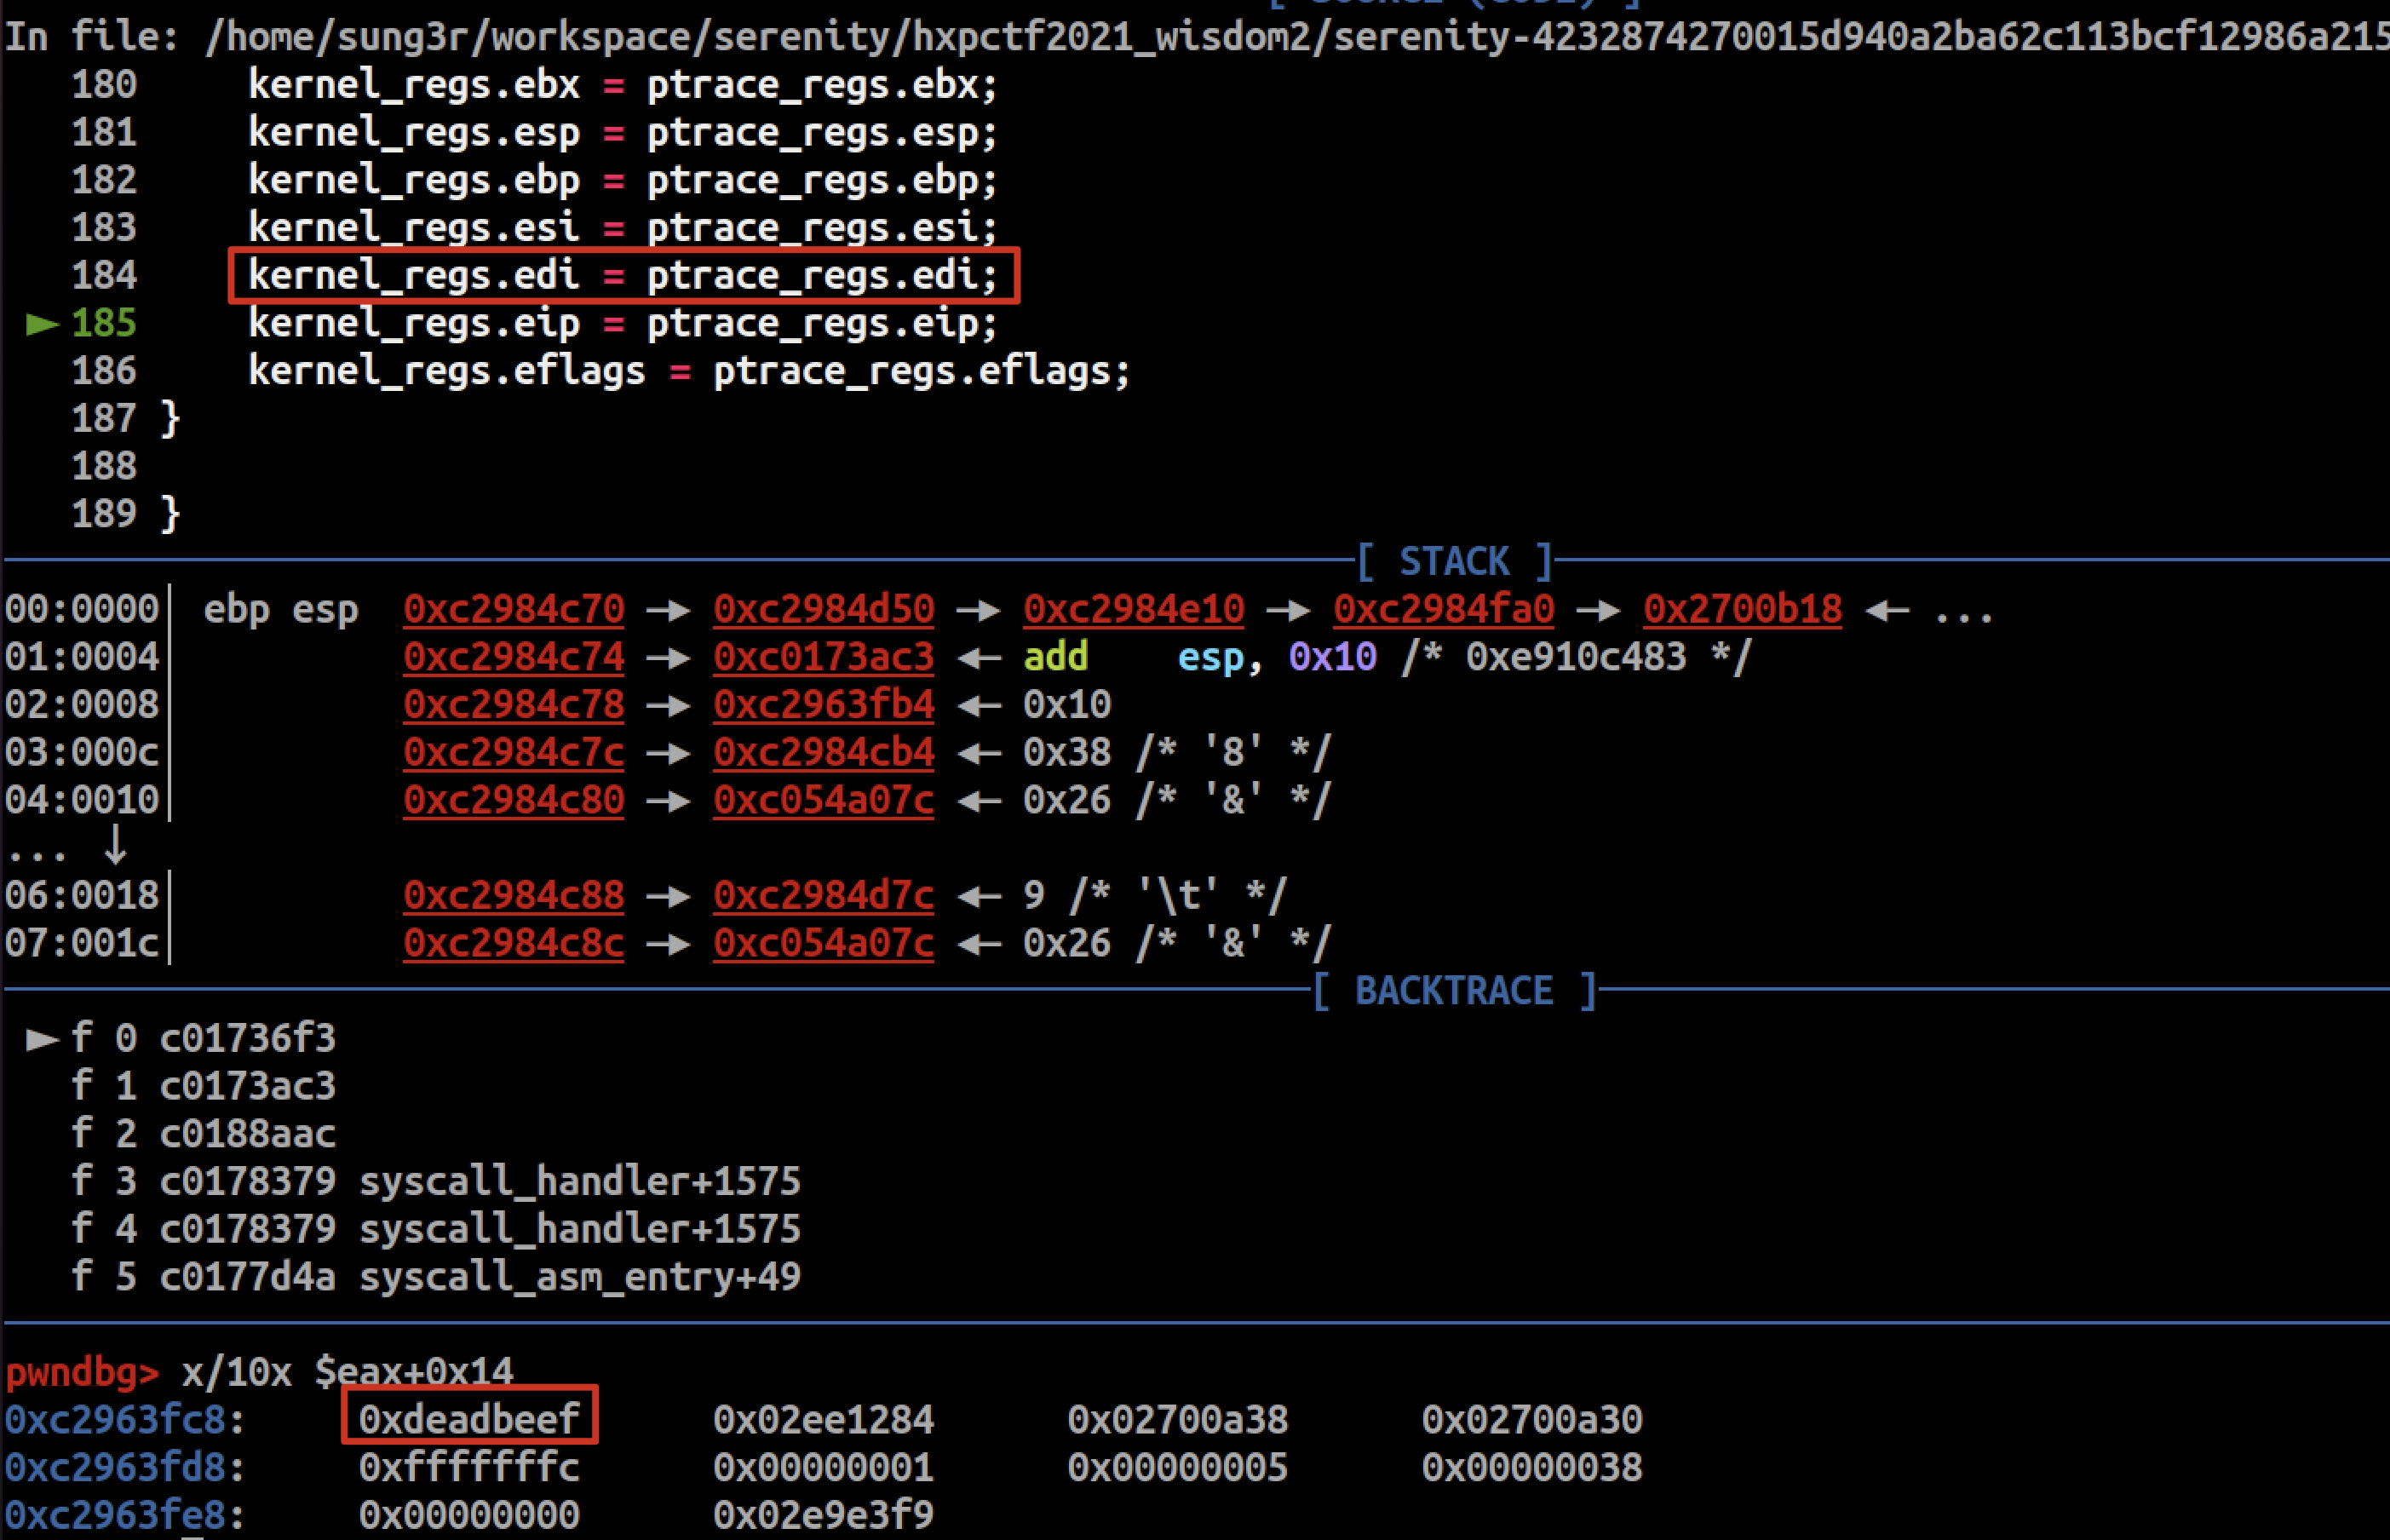 In file: /home/sung3r/workspace/serenity/hxpctf2021_wisdom2/serenity-4232874270015d940a2ba62c113bcf12986a215
180 kernel_regs.ebx = ptrace_regs.ebx;
181 kernel_regs.esp = ptrace_regs.esp;
182 kernel_regs.ebp = ptrace_regs.ebp;
183 kernel_regs.esi = ptrace_regs.esi;
184 kernel_regs.edi = ptrace_regs.edi;
► 185 kernel_regs.eip = ptrace_regs.eip;
186 kernel_regs.eflags = ptrace_regs.eflags;
187 }
188
189 }
[ STACK ]
00:0000│ ebp esp 0xc2984c70 —▸ 0xc2984d50 —▸ 0xc2984e10 —▸ 0xc2984fa0 —▸ 0x2700b18 ◂— ...
01:0004│ 0xc2984c74 —▸ 0xc0173ac3 ◂— add esp, 0x10 /* 0xe910c483 */
02:0008│ 0xc2984c78 —▸ 0xc2963fb4 ◂— 0x10
03:000c│ 0xc2984c7c —▸ 0xc2984cb4 ◂— 0x38 /* '8' */
04:0010│ 0xc2984c80 —▸ 0xc054a07c ◂— 0x26 /* '&' */
... ↓
06:0018│ 0xc2984c88 —▸ 0xc2984d7c ◂— 9 /* '\t' */
07:001c│ 0xc2984c8c —▸ 0xc054a07c ◂— 0x26 /* '&' */
[ BACKTRACE ]
► f 0 c01736f3
f 1 c0173ac3
f 2 c0188aac
f 3 c0178379 syscall_handler+1575
f 4 c0178379 syscall_handler+1575
f 5 c0177d4a syscall_asm_entry+49
pwndbg> x/10x $eax+0x14
0xc2963fc8: 0xdeadbeef 0x02ee1284 0x02700a38 0x02700a30
0xc2963fd8: 0xfffffffc 0x00000001 0x00000005 0x00000038
0xc2963fe8: 0x00000000 0x02e9e3f9